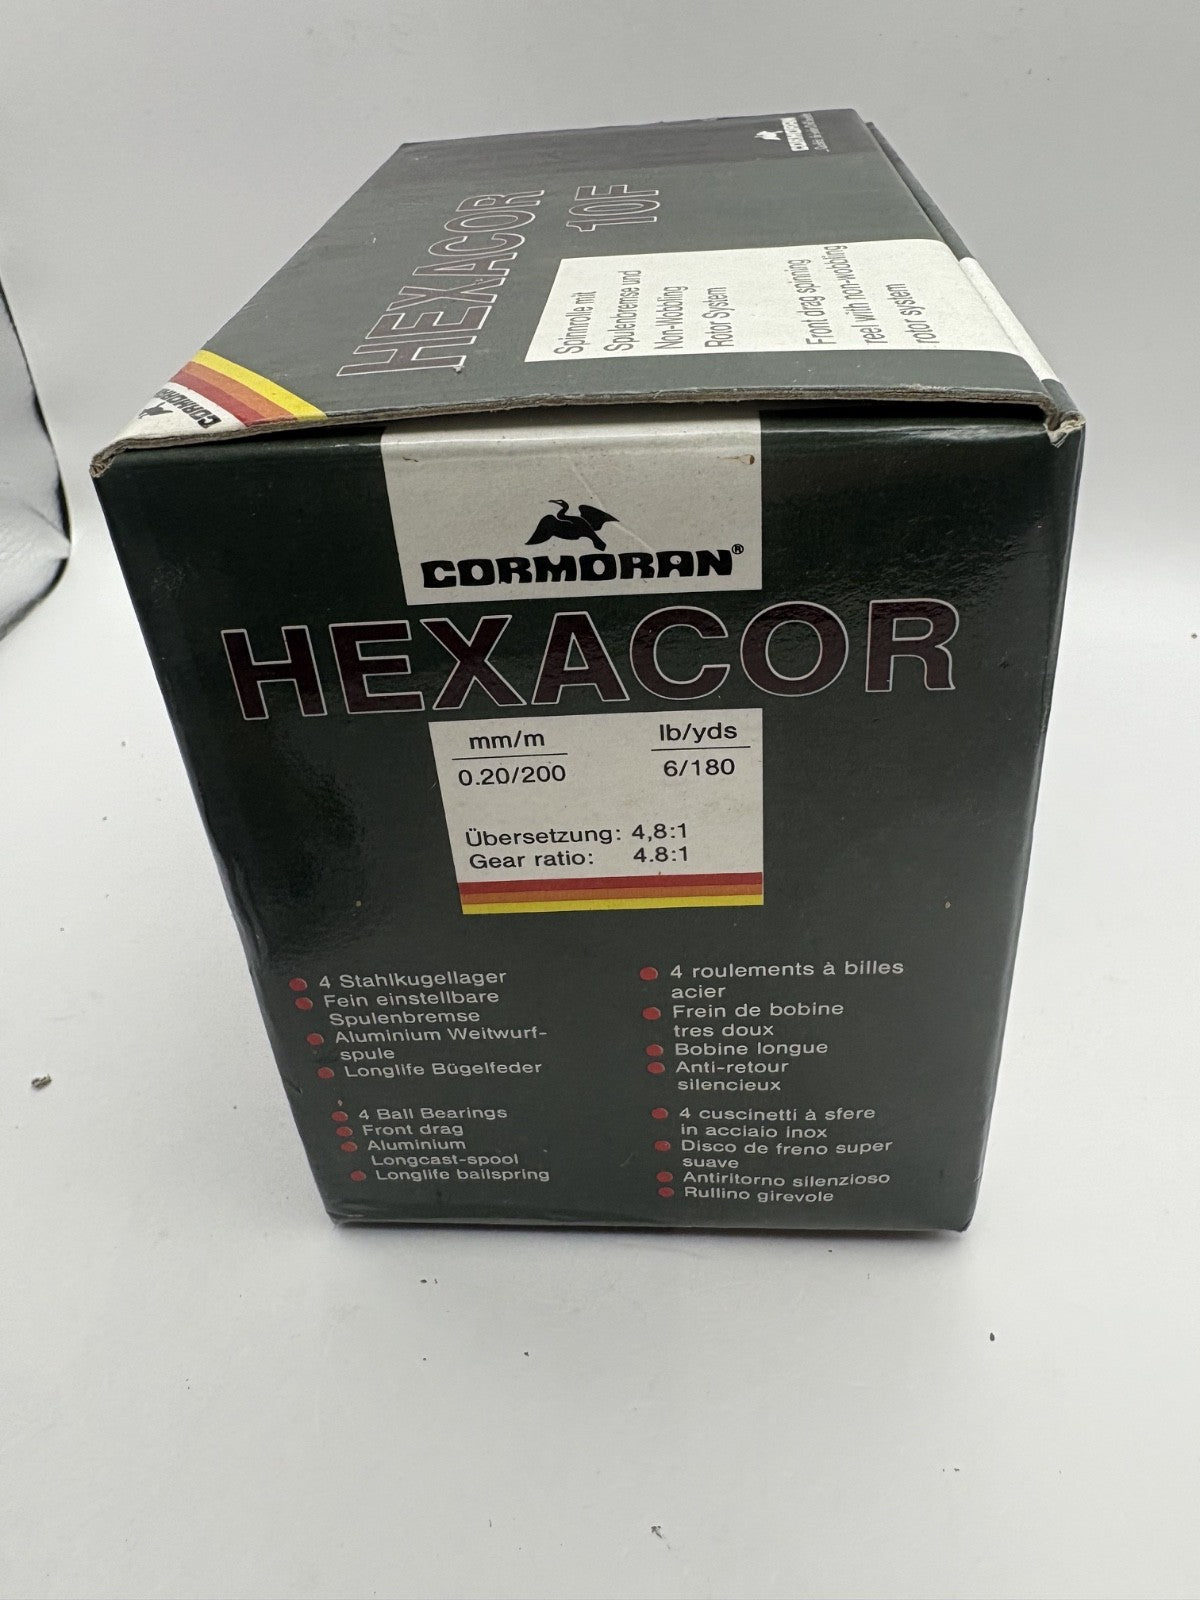 HEXACOR
10F
CORMORAN
Spinnrolle mit
Spulenbremse und
Non-Wobbling
Rotor System
Front drag spinning
reel with non-wobbling
rotor system
CORMORAN
CORMORAN®
HEXACOR
mm/m
0.20/200
lb/yds
6/180
Übersetzung: 4,8:1
Gear ratio: 4.8:1
4 Stahlkugellager
Fein einstellbare
Spulenbremse
Aluminium Weitwurf-
spule
Longlife Bügelfeder
4 roulements à billes
acier
Frein de bobine
tres doux
Bobine longue
Anti-retour
silencieux
4 Ball Bearings
Front drag
Aluminium
Longcast-spool
Longlife bailspring
4 cuscinetti à sfere
in acciaio inox
Disco de freno super
suave
Antiritorno silenzioso
Rullino girevole